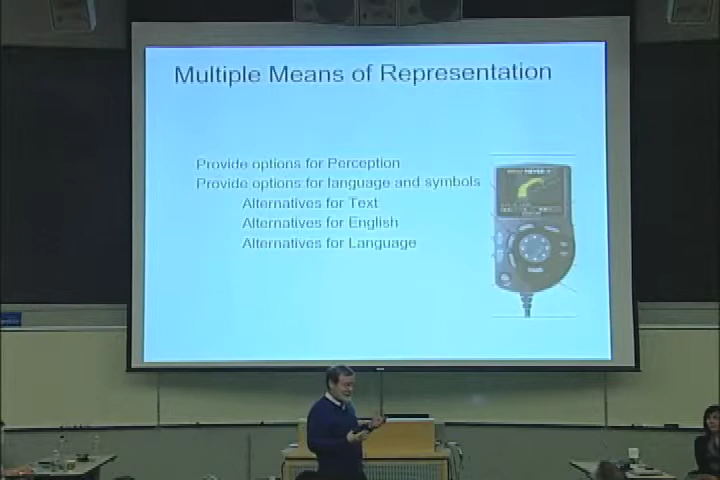 Multiple Means of Representation
Provide options for Perception
Provide options for language and symbols
Alternatives for Text
Alternatives for English
Alternatives for Language